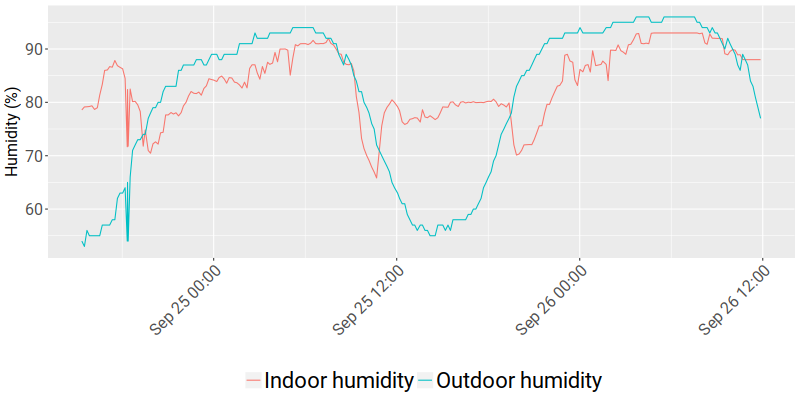 Humidity (%)
90
80
70
60
Sep 25 00:00
Sep 25 12:00
Sep 26 00:00
Sep 26 12:00
Indoor humidity
Outdoor humidity